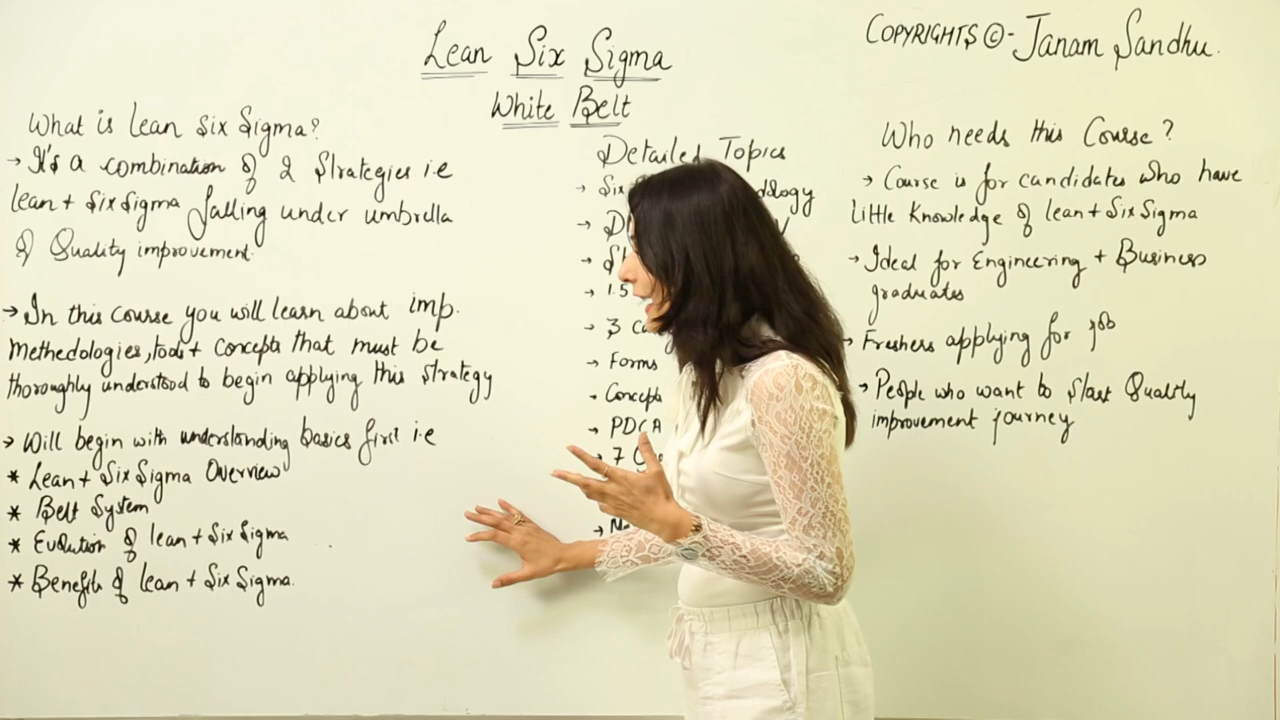 Lean Six Sigma
White Belt
COPYRIGHTS ©- Janam Sandhu.
What is Lean Six Sigma?
→ It's a combination of 2 Strategies i.e
lean + Six Sigma falling under umbrella
of Quality improvement.
→ In this course you will learn about imp.
Methedologies, tools + Concepts that must be
thoroughly understood to begin applying this strategy
→ Will begin with understanding basics first i.e
* Lean + Six Sigma Overview
* Belt System
* Evolution of lean + Six Sigma
* Benefits of lean + Six Sigma.
Detailed Topics
→ Six
→
→
→ 1.5
→ 3
→ Forms
→ Concepts
→ PDCA
→ 7
→
Who needs this Course?
→ Course is for candidates who have
little Knowledge of lean + Six Sigma
→ Ideal for Engineering + Business
graduates
→ Freshers applying for job
→ People who want to start Quality
improvement journey